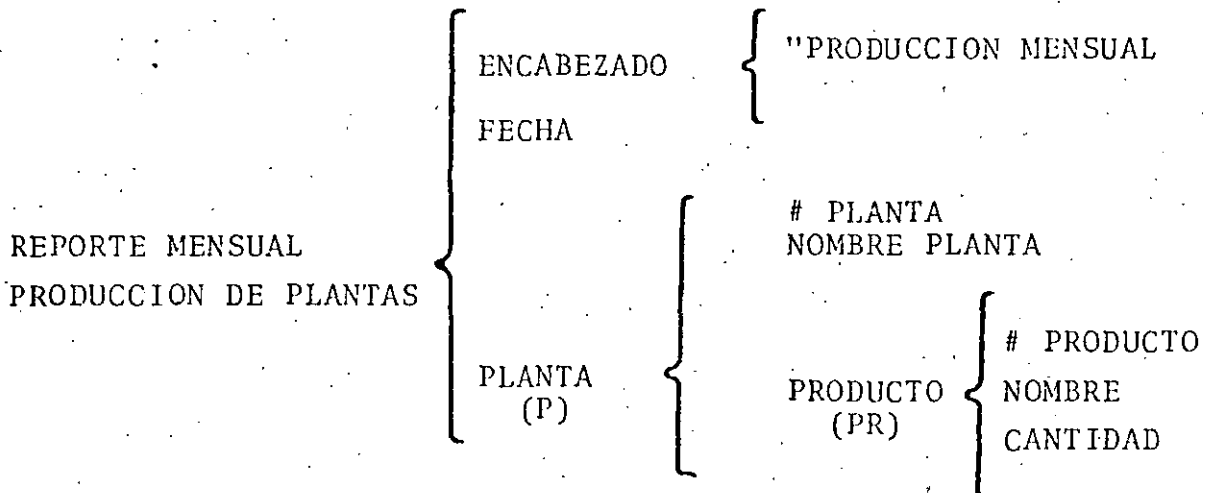 ENCABEZADO
"PRODUCCION MENSUAL
FECHA
REPORTE MENSUAL
PRODUCCION DE PLANTAS
# PLANTA
NOMBRE PLANTA
PLANTA
(P)
PRODUCTO
(PR)
# PRODUCTO
NOMBRE
CANTIDAD